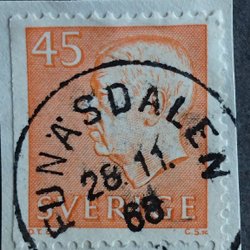 45
SVERIGE
FUNÄSDALEN
28.11.
68